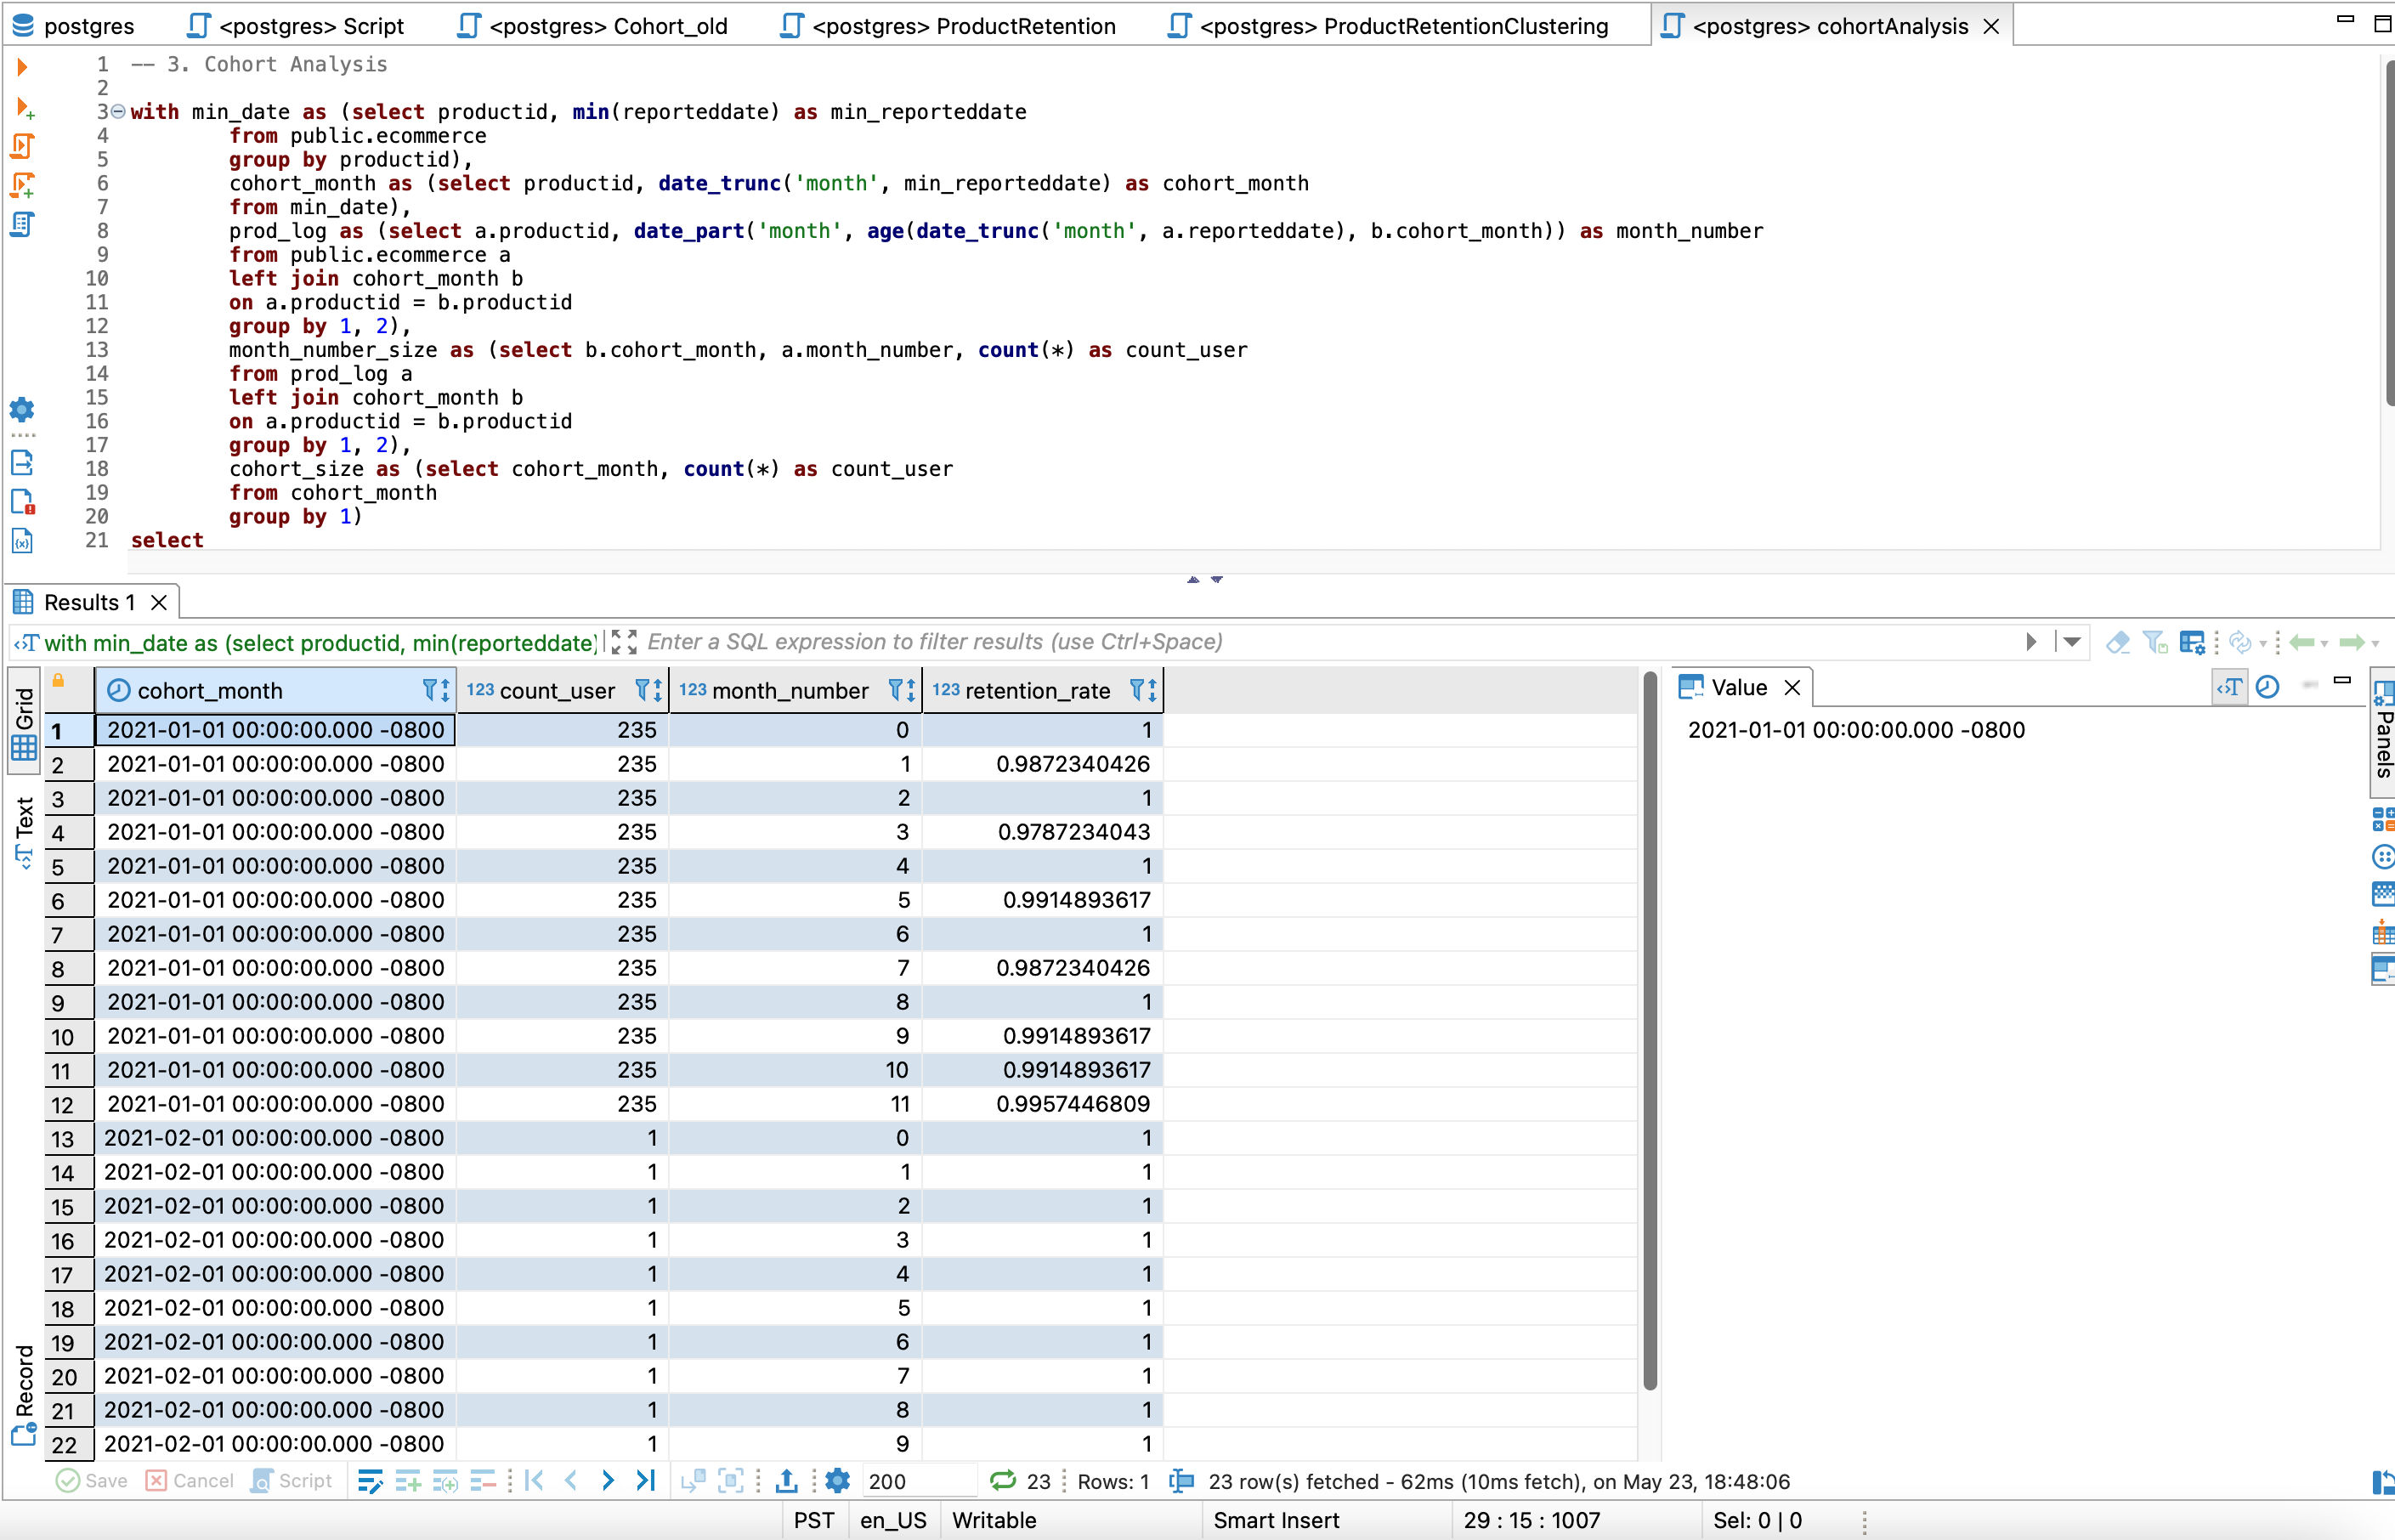 postgres <postgres> Script <postgres> Cohort_old <postgres> ProductRetention <postgres> ProductRetentionClustering <postgres> cohortAnalysis
1 -- 3. Cohort Analysis
2
3 with min_date as (select productid, min(reporteddate) as min_reporteddate
4 from public.ecommerce
5 group by productid),
6 cohort_month as (select productid, date_trunc('month', min_reporteddate) as cohort_month
7 from min_date),
8 prod_log as (select a.productid, date_part('month', age(date_trunc('month', a.reporteddate), b.cohort_month)) as month_number
9 from public.ecommerce a
10 left join cohort_month b
11 on a.productid = b.productid
12 group by 1, 2),
13 month_number_size as (select b.cohort_month, a.month_number, count(*) as count_user
14 from prod_log a
15 left join cohort_month b
16 on a.productid = b.productid
17 group by 1, 2),
18 cohort_size as (select cohort_month, count(*) as count_user
19 from cohort_month
20 group by 1)
21 select
Results 1
with min_date as (select productid, min(reporteddate) Enter a SQL expression to filter results (use Ctrl+Space)
Grid
Text
Record
cohort_month 123 count_user 123 month_number 123 retention_rate
1 2021-01-01 00:00:00.000 -0800 235 0 1
2 2021-01-01 00:00:00.000 -0800 235 1 0.9872340426
3 2021-01-01 00:00:00.000 -0800 235 2 1
4 2021-01-01 00:00:00.000 -0800 235 3 0.9787234043
5 2021-01-01 00:00:00.000 -0800 235 4 1
6 2021-01-01 00:00:00.000 -0800 235 5 0.9914893617
7 2021-01-01 00:00:00.000 -0800 235 6 1
8 2021-01-01 00:00:00.000 -0800 235 7 0.9872340426
9 2021-01-01 00:00:00.000 -0800 235 8 1
10 2021-01-01 00:00:00.000 -0800 235 9 0.9914893617
11 2021-01-01 00:00:00.000 -0800 235 10 0.9914893617
12 2021-01-01 00:00:00.000 -0800 235 11 0.9957446809
13 2021-02-01 00:00:00.000 -0800 1 0 1
14 2021-02-01 00:00:00.000 -0800 1 1 1
15 2021-02-01 00:00:00.000 -0800 1 2 1
16 2021-02-01 00:00:00.000 -0800 1 3 1
17 2021-02-01 00:00:00.000 -0800 1 4 1
18 2021-02-01 00:00:00.000 -0800 1 5 1
19 2021-02-01 00:00:00.000 -0800 1 6 1
20 2021-02-01 00:00:00.000 -0800 1 7 1
21 2021-02-01 00:00:00.000 -0800 1 8 1
22 2021-02-01 00:00:00.000 -0800 1 9 1
Value
2021-01-01 00:00:00.000 -0800
Panels
Save Cancel Script 200 23 Rows: 1 23 row(s) fetched - 62ms (10ms fetch), on May 23, 18:48:06
PST en_US Writable Smart Insert 29 : 15 : 1007 Sel: 0 | 0